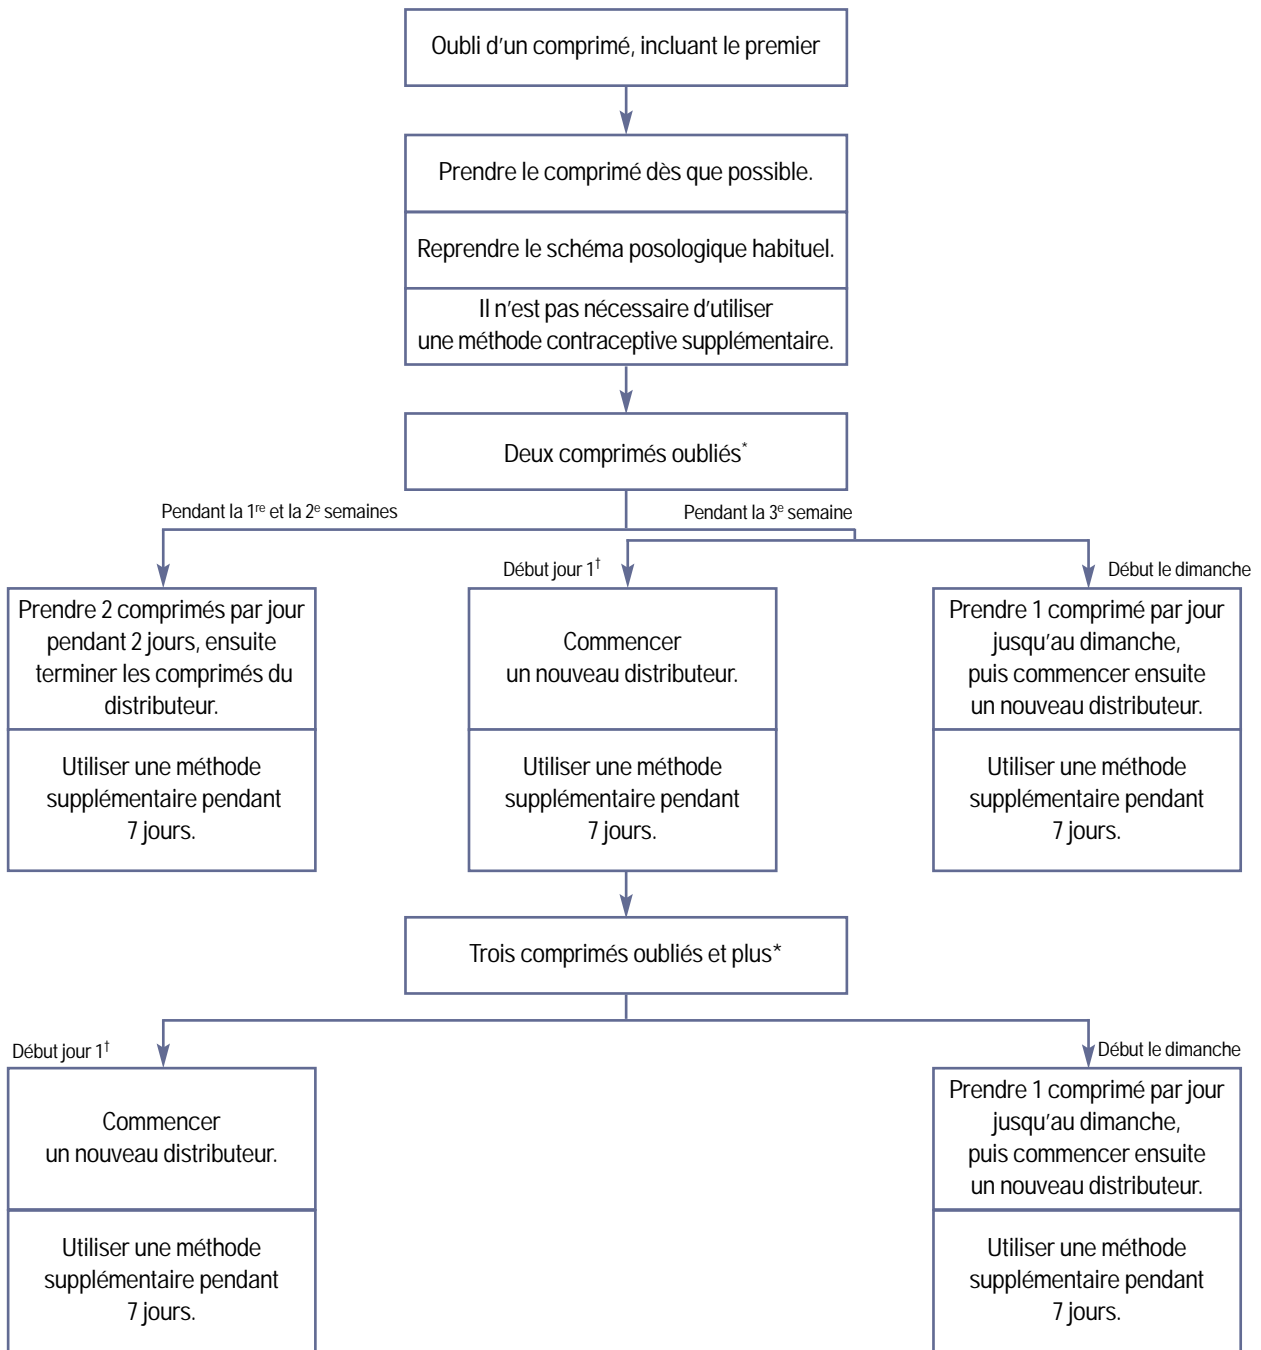 Oubli d'un comprimé, incluant le premier
Prendre le comprimé dès que possible.
Reprendre le schéma posologique habituel.
Il n'est pas nécessaire d'utiliser
une méthode contraceptive supplémentaire.
Deux comprimés oubliés*
Pendant la 1re et la 2e semaines
Pendant la 3e semaine
Début jour 1†
Début le dimanche
Prendre 2 comprimés par jour
pendant 2 jours, ensuite
terminer les comprimés du
distributeur.
Utiliser une méthode
supplémentaire pendant
7 jours.
Commencer
un nouveau distributeur.
Utiliser une méthode
supplémentaire pendant
7 jours.
Prendre 1 comprimé par jour
jusqu'au dimanche,
puis commencer ensuite
un nouveau distributeur.
Utiliser une méthode
supplémentaire pendant
7 jours.
Trois comprimés oubliés et plus*
Début jour 1†
Début le dimanche
Commencer
un nouveau distributeur.
Utiliser une méthode
supplémentaire pendant
7 jours.
Prendre 1 comprimé par jour
jusqu'au dimanche,
puis commencer ensuite
un nouveau distributeur.
Utiliser une méthode
supplémentaire pendant
7 jours.